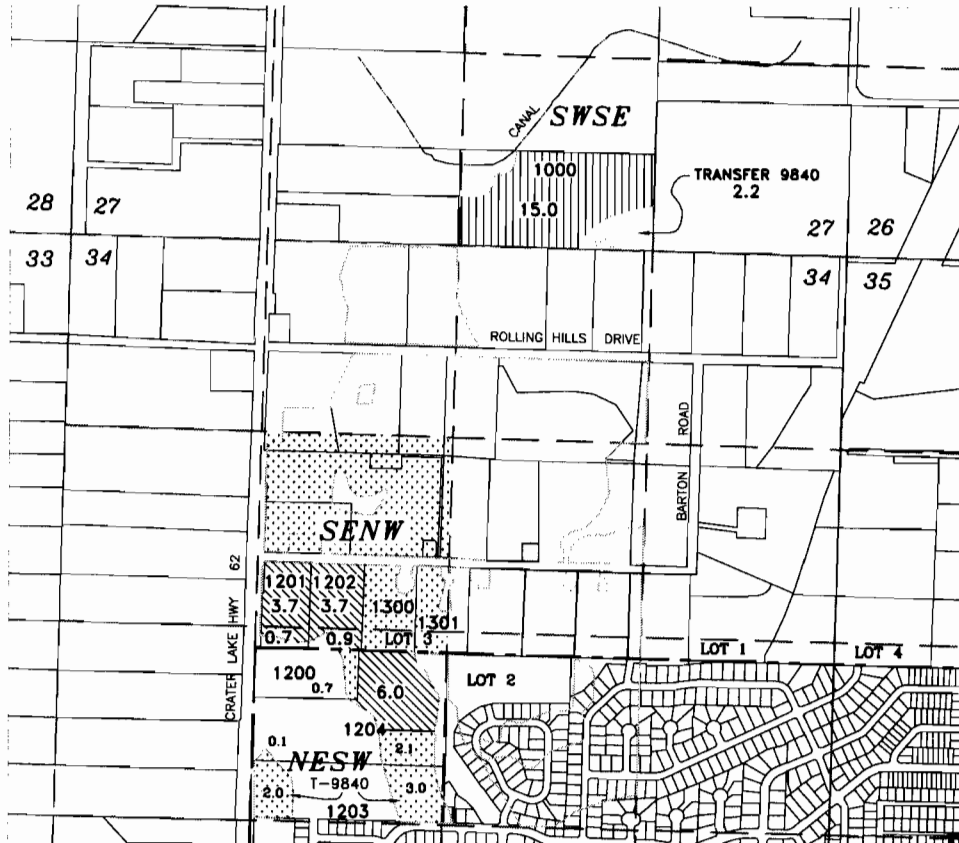 CANAL
SWSE
1000
15.0
TRANSFER 9840
2.2
28 27
27 26
33 34
34 35
ROLLING HILLS DRIVE
BARTON ROAD
SENW
CRATER LAKE HWY 62
1201 1202
3.7 3.7
1300
1301
0.7 0.9 LOT 3
LOT 1 LOT 4
1200
0.7
6.0
LOT 2
1204
0.1
2.1
NESW
T-9840
2.0
3.0
1203